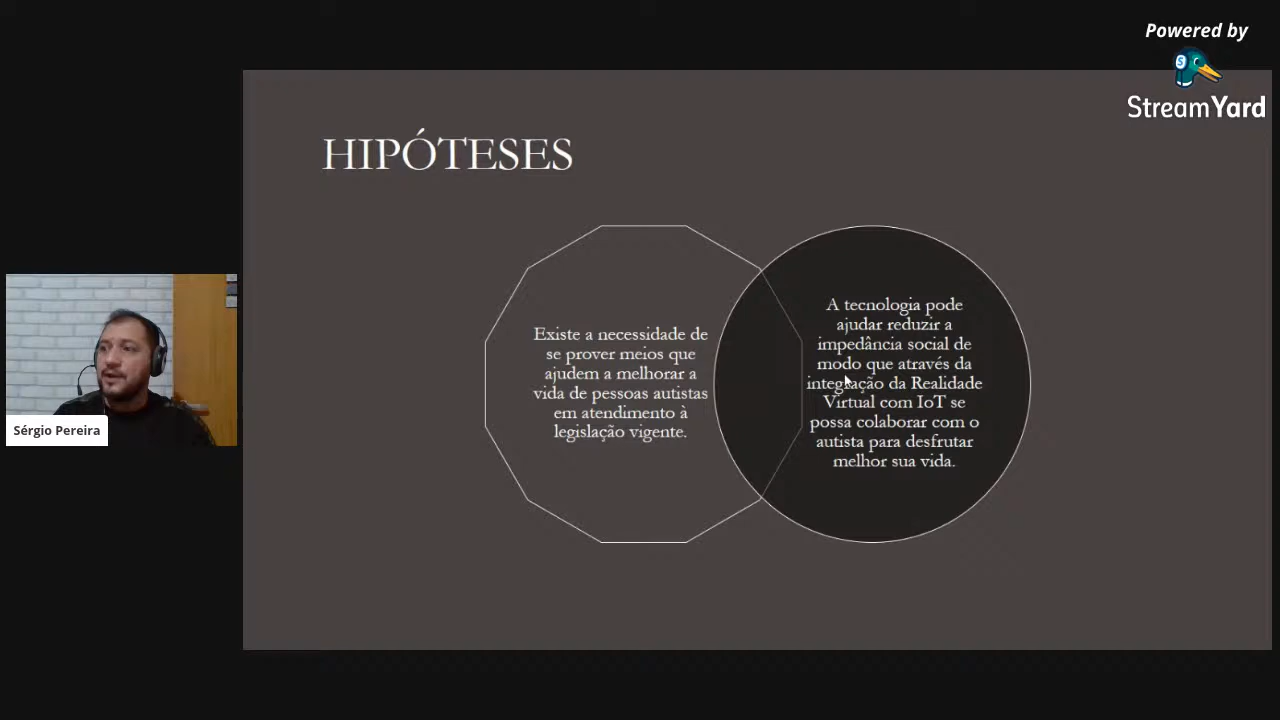 Powered by
StreamYard
HIPÓTESES
Existe a necessidade de
se prover meios que
ajudem a melhorar a
vida de pessoas autistas
em atendimento à
legislação vigente.
A tecnologia pode
ajudar reduzir a
impedância social de
modo que através da
integração da Realidade
Virtual com IoT se
possa colaborar com o
autista para desfrutar
melhor sua vida.
Sérgio Pereira